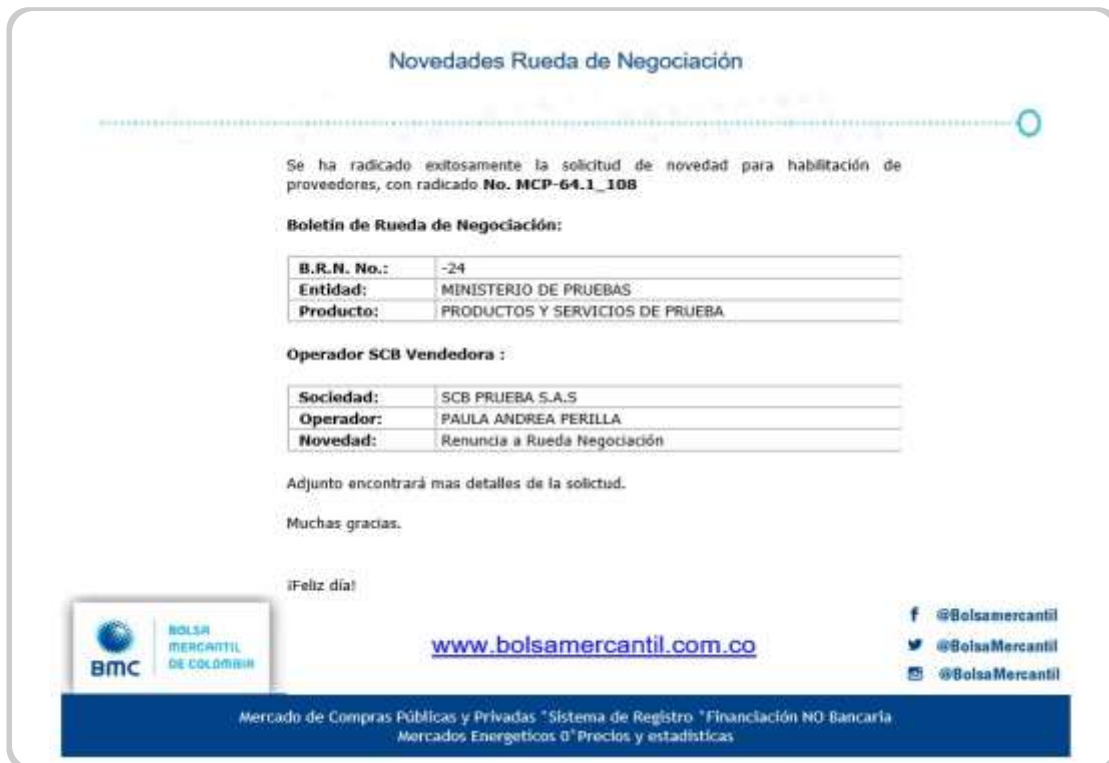 Novedades Rueda de Negociación
Se ha radicado exitosamente la solicitud de novedad para habilitación de
proveedores, con radicado No. MCP-64.1_108
Boletín de Rueda de Negociación:
B.R.N. No.: -24
Entidad: MINISTERIO DE PRUEBAS
Producto: PRODUCTOS Y SERVICIOS DE PRUEBA
Operador SCB Vendedora :
Sociedad: SCB PRUEBA S.A.S
Operador: PAULA ANDREA PERILLA
Novedad: Renuncia a Rueda Negociación
Adjunto encontrará mas detalles de la solictud.
Muchas gracias.
¡Feliz día!
BMC
BOLSA
MERCANTIL
DE COLOMBIA
www.bolsamercantil.com.co
@Bolsamercantil
@BolsaMercantil
@BolsaMercantil
Mercado de Compras Públicas y Privadas *Sistema de Registro *Financiación NO Bancaria
Mercados Energeticos 0*Precios y estadisticas